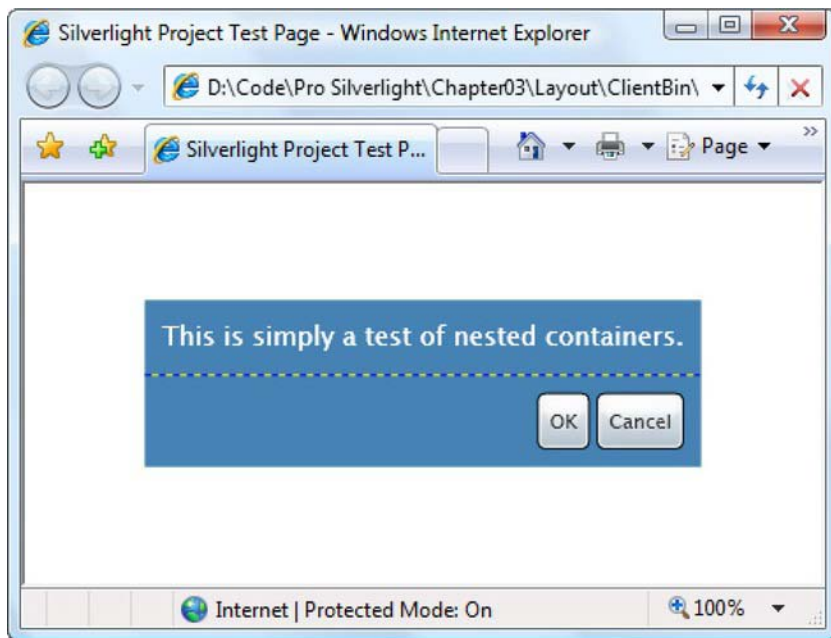 Silverlight Project Test Page - Windows Internet Explorer
D:\Code\Pro Silverlight\Chapter03\Layout\ClientBin\
Silverlight Project Test P...
Page
This is simply a test of nested containers.
OK
Cancel
Internet | Protected Mode: On
100%